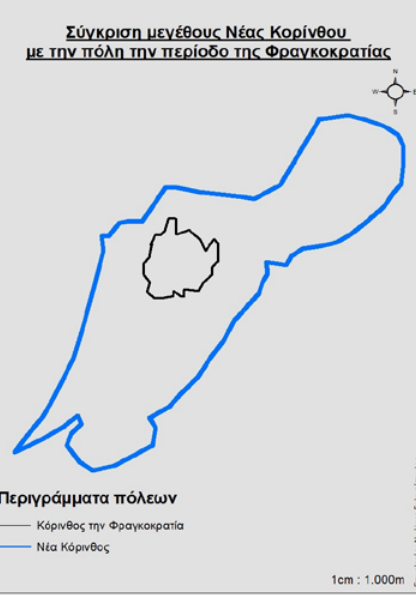 Σύγκριση μεγέθους Νέας Κορίνθου
με την πόλη την περίοδο της Φραγκοκρατίας
N
W E
S
Περιγράμματα πόλεων
Κόρινθος την Φραγκοκρατία
Νέα Κόρινθος
1cm : 1.000m